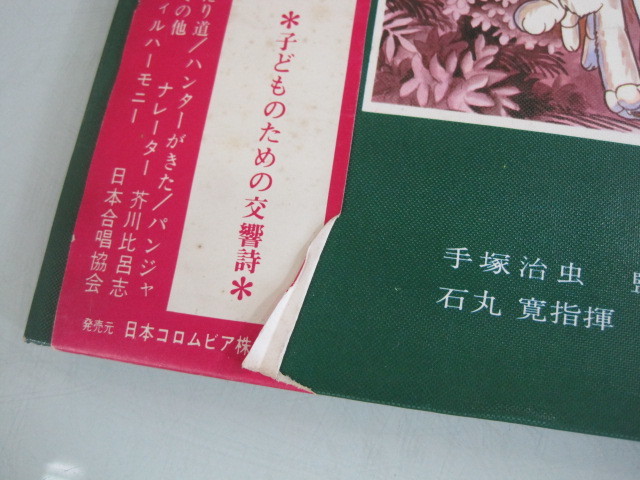 ＊子どものための交響詩＊
り道／ハンターがきた／パンジャ
の他　ナレーター　芥川比呂志
ィルハーモニー　日本合唱協会
発売元 日本コロムビア株
手塚治虫
石丸 寛指揮